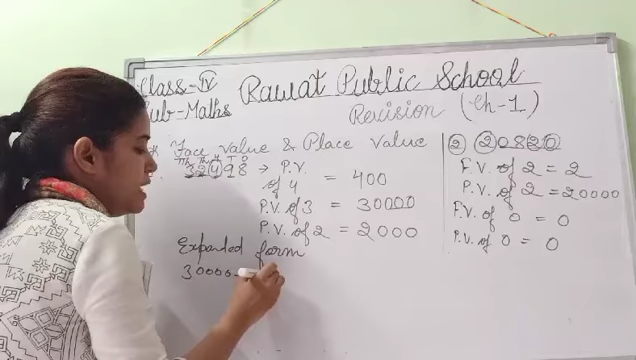 Class-IV Rawat Public School
Sub-Maths Revision (Ch-1)
* Face Value & Place Value
TTh Th H T O
32498 → P.V.
of 4 = 400
P.V. of 3 = 30000
P.V. of 2 = 2000
Expanded form
30000
② 20820
F.V. of 2 = 2
P.V. of 2 = 20000
F.V. of 0 = 0
P.V. of 0 = 0